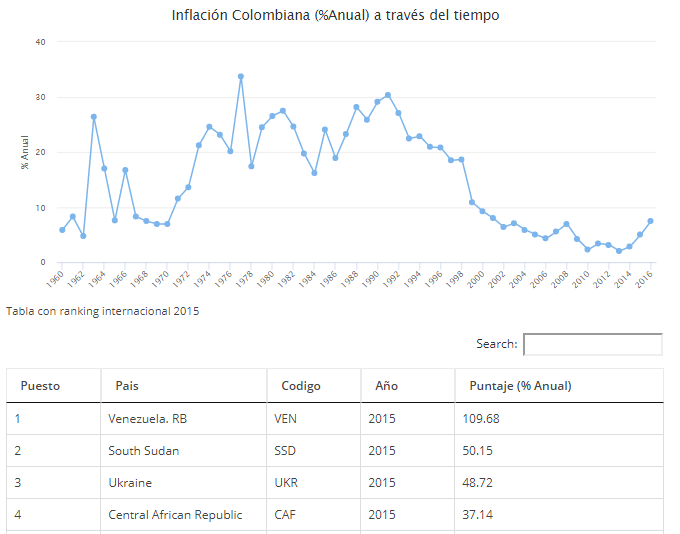 Inflación Colombiana (%Anual) a través del tiempo
40
30
20
10
0
% Anual
1960 1962 1964 1966 1968 1970 1972 1974 1976 1978 1980 1982 1984 1986 1988 1990 1992 1994 1996 1998 2000 2002 2004 2006 2008 2010 2012 2014 2016
Tabla con ranking internacional 2015
Search:
Puesto Pais Codigo Año Puntaje (% Anual)
1 Venezuela. RB VEN 2015 109.68
2 South Sudan SSD 2015 50.15
3 Ukraine UKR 2015 48.72
4 Central African Republic CAF 2015 37.14